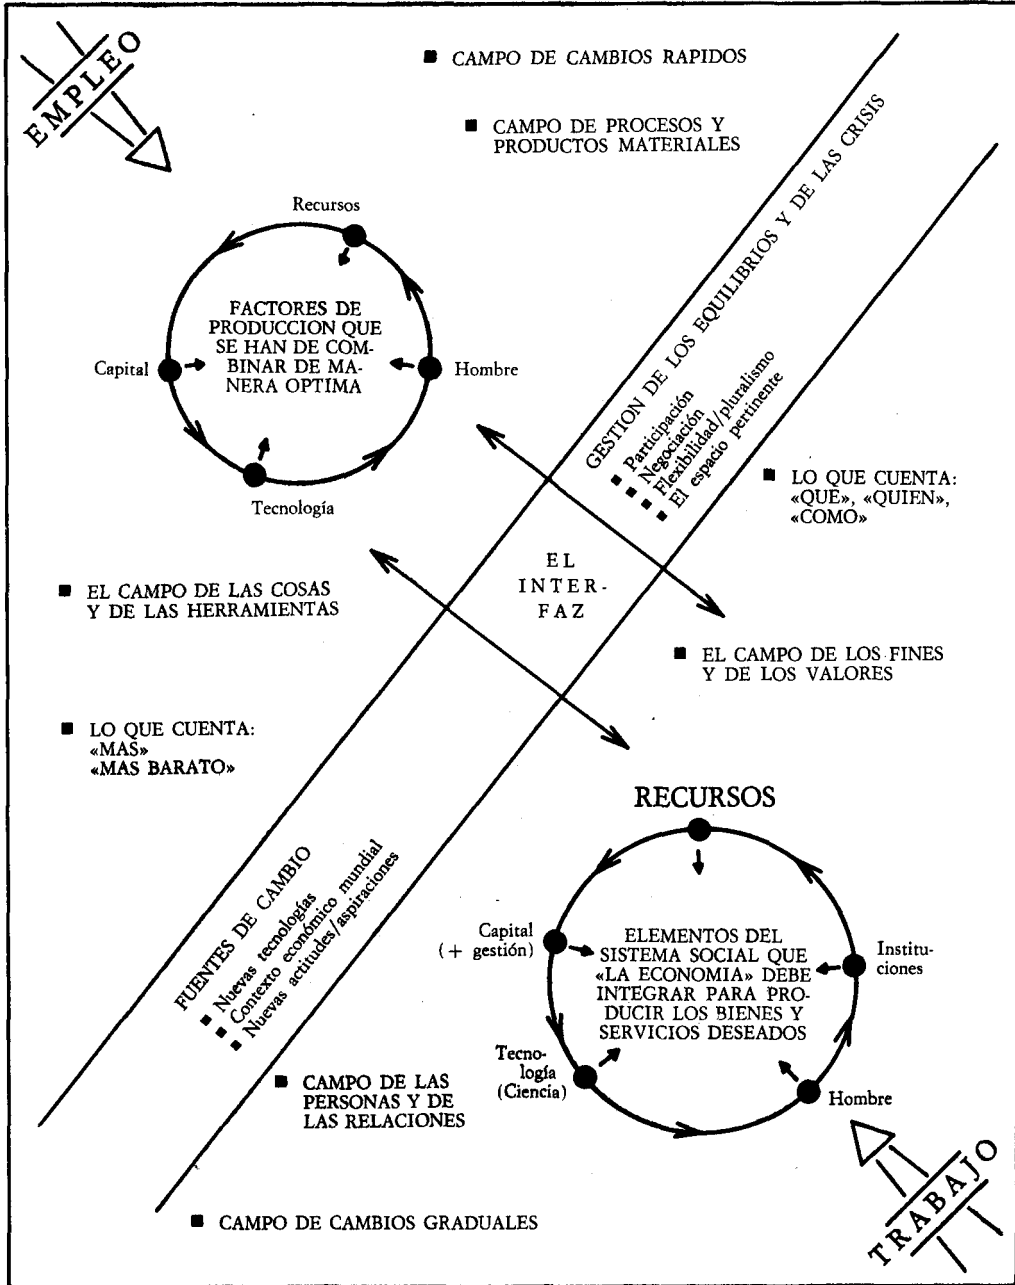 EMPLEO
■ CAMPO DE CAMBIOS RAPIDOS
■ CAMPO DE PROCESOS Y
PRODUCTOS MATERIALES
Recursos
FACTORES DE
PRODUCCION QUE
SE HAN DE COM-
BINAR DE MA-
NERA OPTIMA
Capital
Hombre
Tecnología
GESTION DE LOS EQUILIBRIOS Y DE LAS CRISIS
■ Participación
■ Negociación
■ Flexibilidad/pluralismo
■ El espacio pertinente
■ LO QUE CUENTA:
«QUE», «QUIEN»,
«COMO»
EL
INTER-
FAZ
■ EL CAMPO DE LAS COSAS
Y DE LAS HERRAMIENTAS
■ EL CAMPO DE LOS FINES
Y DE LOS VALORES
■ LO QUE CUENTA:
«MAS»
«MAS BARATO»
FUENTES DE CAMBIO
■ Nuevas tecnologías
■ Contexto económico mundial
■ Nuevas actitudes/aspiraciones
RECURSOS
Capital
(+ gestión)
ELEMENTOS DEL
SISTEMA SOCIAL QUE
«LA ECONOMIA» DEBE
INTEGRAR PARA PRO-
DUCIR LOS BIENES Y
SERVICIOS DESEADOS
Institu-
ciones
Tecno-
logía
(Ciencia)
Hombre
■ CAMPO DE LAS
PERSONAS Y DE
LAS RELACIONES
■ CAMPO DE CAMBIOS GRADUALES
TRABAJO